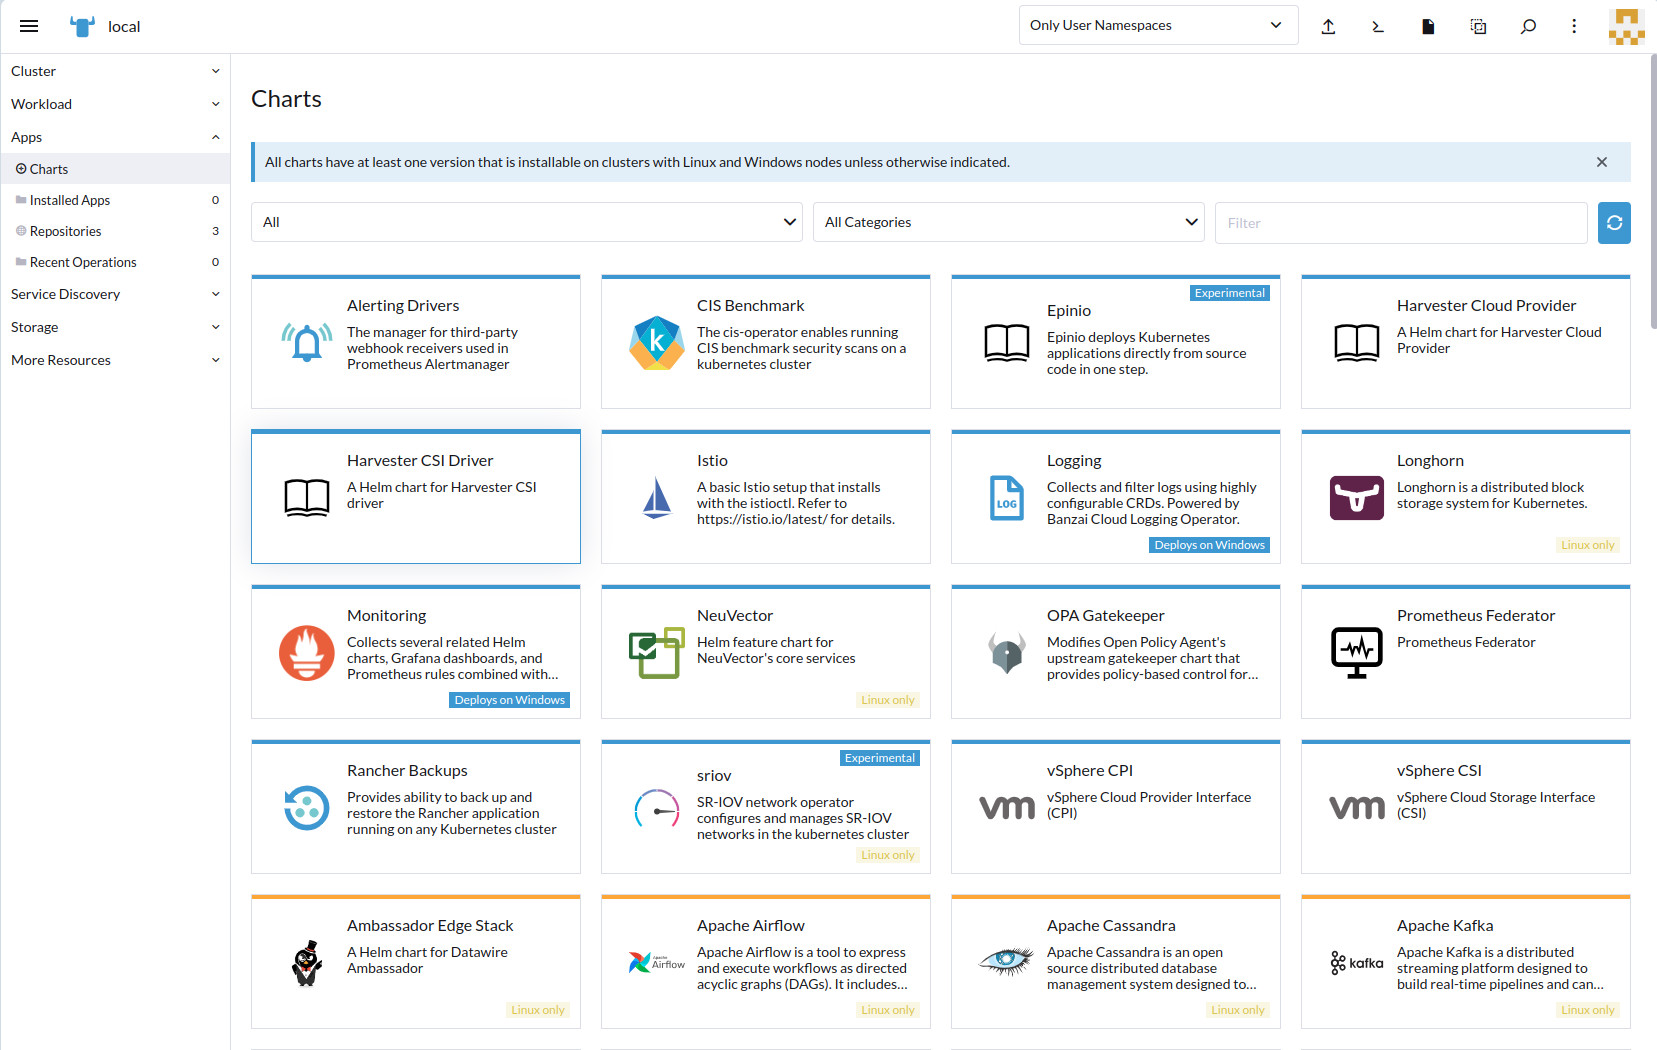 local
Only User Namespaces
Cluster
Workload
Apps
Charts
Installed Apps 0
Repositories 3
Recent Operations 0
Service Discovery
Storage
More Resources
Charts
All charts have at least one version that is installable on clusters with Linux and Windows nodes unless otherwise indicated.
All
All Categories
Filter
Alerting Drivers
The manager for third-party
webhook receivers used in
Prometheus Alertmanager
CIS Benchmark
The cis-operator enables running
CIS benchmark security scans on a
kubernetes cluster
Experimental
Epinio
Epinio deploys Kubernetes
applications directly from source
code in one step.
Harvester Cloud Provider
A Helm chart for Harvester Cloud
Provider
Harvester CSI Driver
A Helm chart for Harvester CSI
driver
Istio
A basic Istio setup that installs
with the istioctl. Refer to
https://istio.io/latest/ for details.
LOG
Logging
Collects and filter logs using highly
configurable CRDs. Powered by
Banzai Cloud Logging Operator.
Deploys on Windows
Longhorn
Longhorn is a distributed block
storage system for Kubernetes.
Linux only
Monitoring
Collects several related Helm
charts, Grafana dashboards, and
Prometheus rules combined with...
Deploys on Windows
NeuVector
Helm feature chart for
NeuVector's core services
Linux only
OPA Gatekeeper
Modifies Open Policy Agent's
upstream gatekeeper chart that
provides policy-based control for...
Prometheus Federator
Prometheus Federator
Rancher Backups
Provides ability to back up and
restore the Rancher application
running on any Kubernetes cluster
Experimental
sriov
SR-IOV network operator
configures and manages SR-IOV
networks in the kubernetes cluster
Linux only
vm
vSphere CPI
vSphere Cloud Provider Interface
(CPI)
vm
vSphere CSI
vSphere Cloud Storage Interface
(CSI)
Ambassador Edge Stack
A Helm chart for Datawire
Ambassador
Linux only
Apache
Airflow
Apache Airflow
Apache Airflow is a tool to express
and execute workflows as directed
acyclic graphs (DAGs). It includes...
Linux only
Apache Cassandra
Apache Cassandra is an open
source distributed database
management system designed to...
Linux only
kafka
Apache Kafka
Apache Kafka is a distributed
streaming platform designed to
build real-time pipelines and can...
Linux only